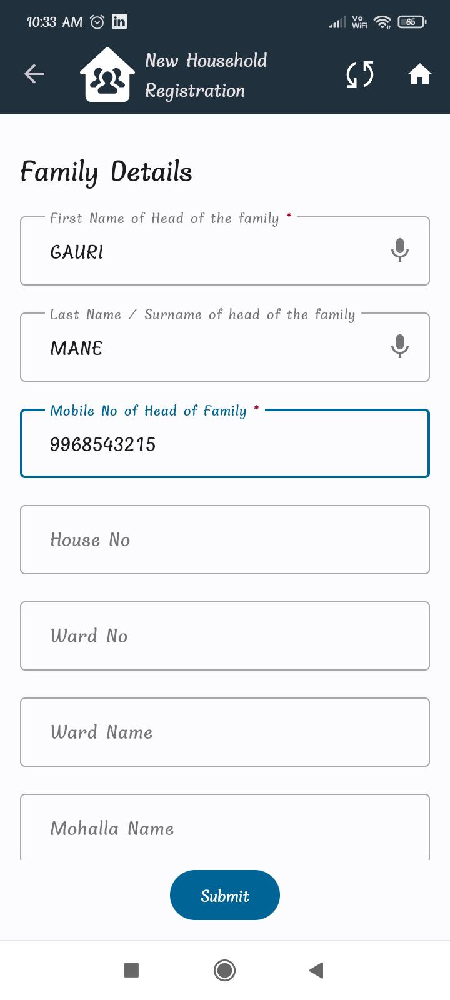 10:33 AM
Vo WiFi
65
New Household
Registration
Family Details
First Name of Head of the family *
GAURI
Last Name / Surname of head of the family
MANE
Mobile No of Head of Family *
9968543215
House No
Ward No
Ward Name
Mohalla Name
Submit